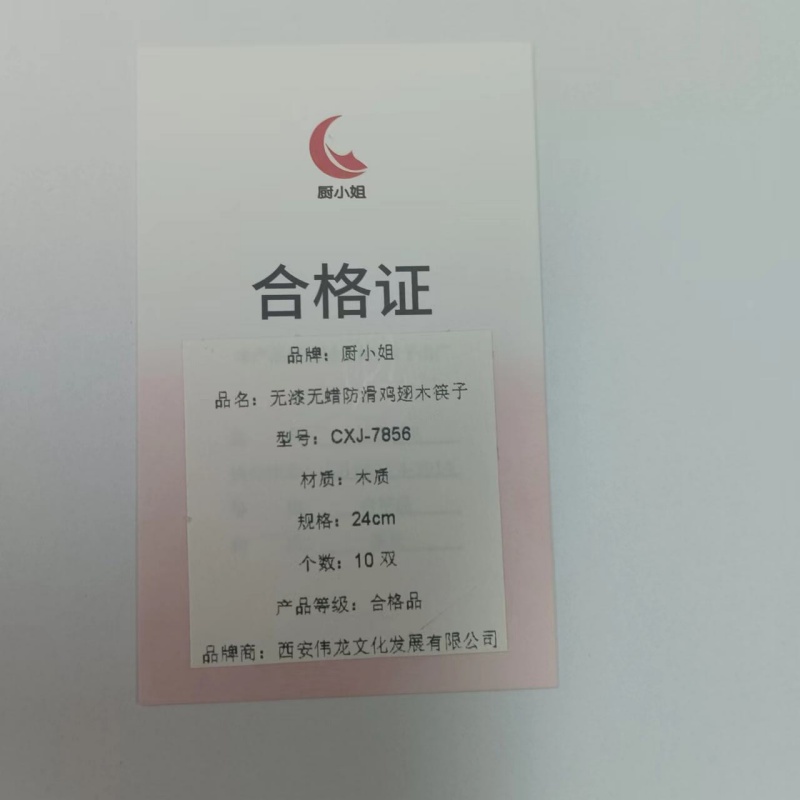 厨小姐
合格证
品牌：厨小姐
品名：无漆无蜡防滑鸡翅木筷子
型号：CXJ-7856
材质：木质
规格：24cm
个数：10双
产品等级：合格品
品牌商：西安伟龙文化发展有限公司